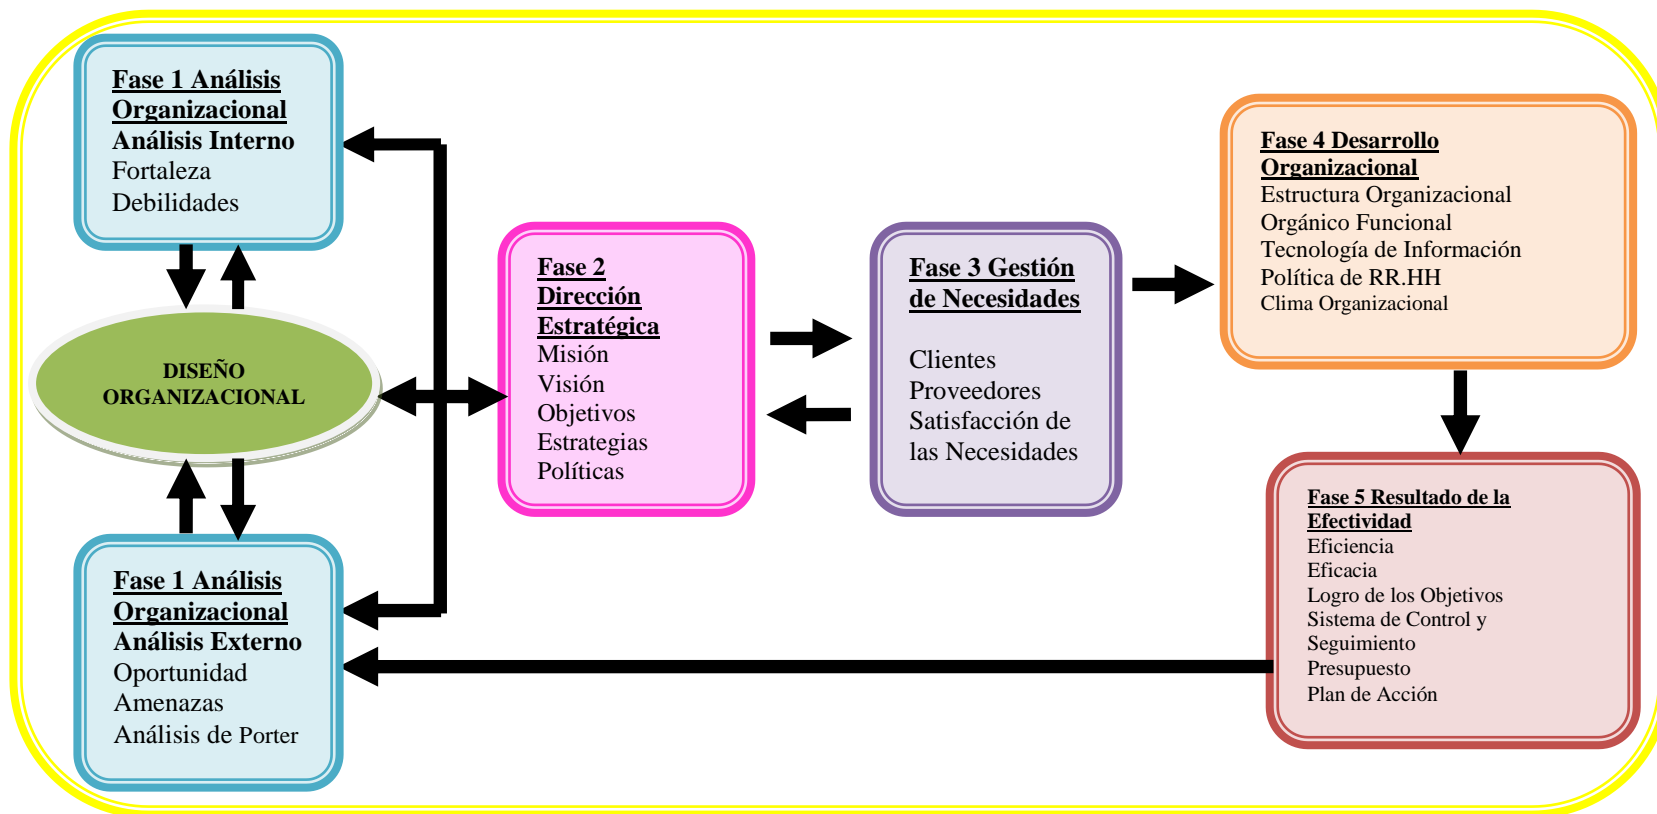 Fase 1 Análisis
Organizacional
Análisis Interno
Fortaleza
Debilidades
DISEÑO
ORGANIZACIONAL
Fase 1 Análisis
Organizacional
Análisis Externo
Oportunidad
Amenazas
Análisis de Porter
Fase 2
Dirección
Estratégica
Misión
Visión
Objetivos
Estrategias
Políticas
Fase 3 Gestión
de Necesidades
Clientes
Proveedores
Satisfacción de
las Necesidades
Fase 4 Desarrollo
Organizacional
Estructura Organizacional
Orgánico Funcional
Tecnología de Información
Política de RR.HH
Clima Organizacional
Fase 5 Resultado de la
Efectividad
Eficiencia
Eficacia
Logro de los Objetivos
Sistema de Control y
Seguimiento
Presupuesto
Plan de Acción